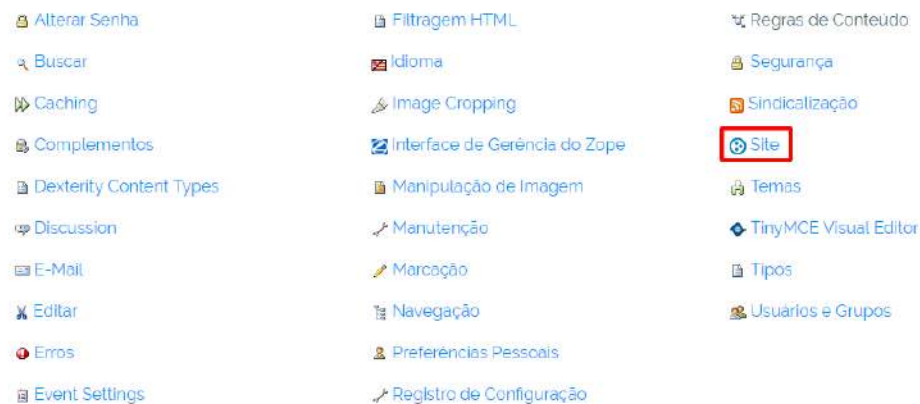 Alterar Senha
Buscar
Caching
Complementos
Dexterity Content Types
Discussion
E-Mail
Editar
Erros
Event Settings
Filtragem HTML
Idioma
Image Cropping
Interface de Gerência do Zope
Manipulação de Imagem
Manutenção
Marcação
Navegação
Preferências Pessoais
Registro de Configuração
Regras de Conteúdo
Segurança
Sindicalização
Site
Temas
TinyMCE Visual Editor
Tipos
Usuários e Grupos